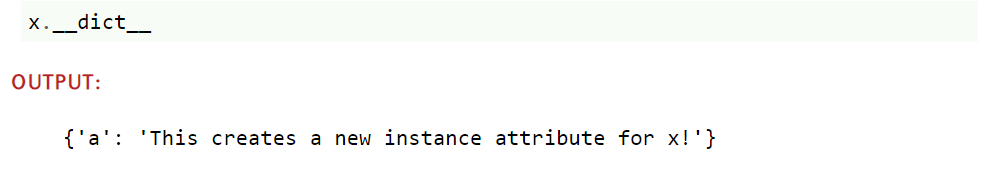 x.__dict__
OUTPUT:
{'a': 'This creates a new instance attribute for x!'}